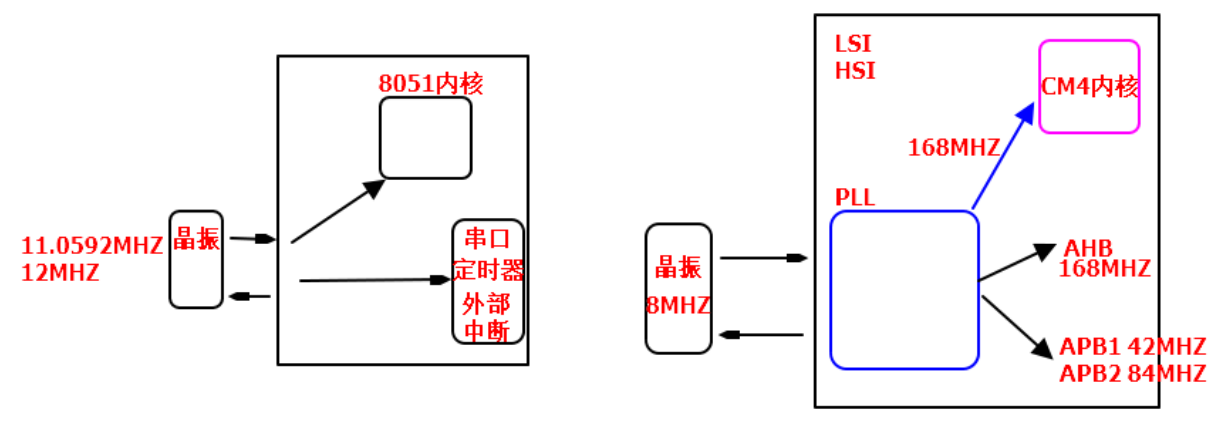 8051内核
晶振
11.0592MHZ
12MHZ
串口
定时器
外部
中断
LSI
HSI
CM4内核
168MHZ
PLL
晶振
8MHZ
AHB
168MHZ
APB1 42MHZ
APB2 84MHZ